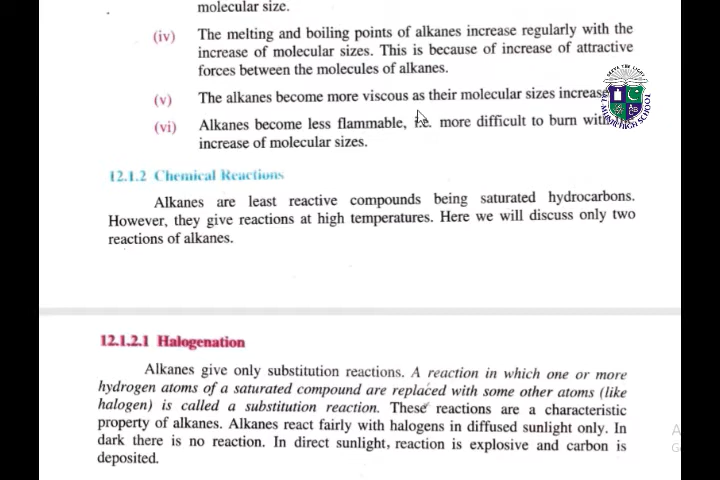 molecular size.
(iv) The melting and boiling points of alkanes increase regularly with the
increase of molecular sizes. This is because of increase of attractive
forces between the molecules of alkanes.
(v) The alkanes become more viscous as their molecular sizes increase
(vi) Alkanes become less flammable, i.e. more difficult to burn with
increase of molecular sizes.
12.1.2 Chemical Reactions
Alkanes are least reactive compounds being saturated hydrocarbons.
However, they give reactions at high temperatures. Here we will discuss only two
reactions of alkanes.
12.1.2.1 Halogenation
Alkanes give only substitution reactions. A reaction in which one or more
hydrogen atoms of a saturated compound are replaced with some other atoms (like
halogen) is called a substitution reaction. These reactions are a characteristic
property of alkanes. Alkanes react fairly with halogens in diffused sunlight only. In
dark there is no reaction. In direct sunlight, reaction is explosive and carbon is
deposited.